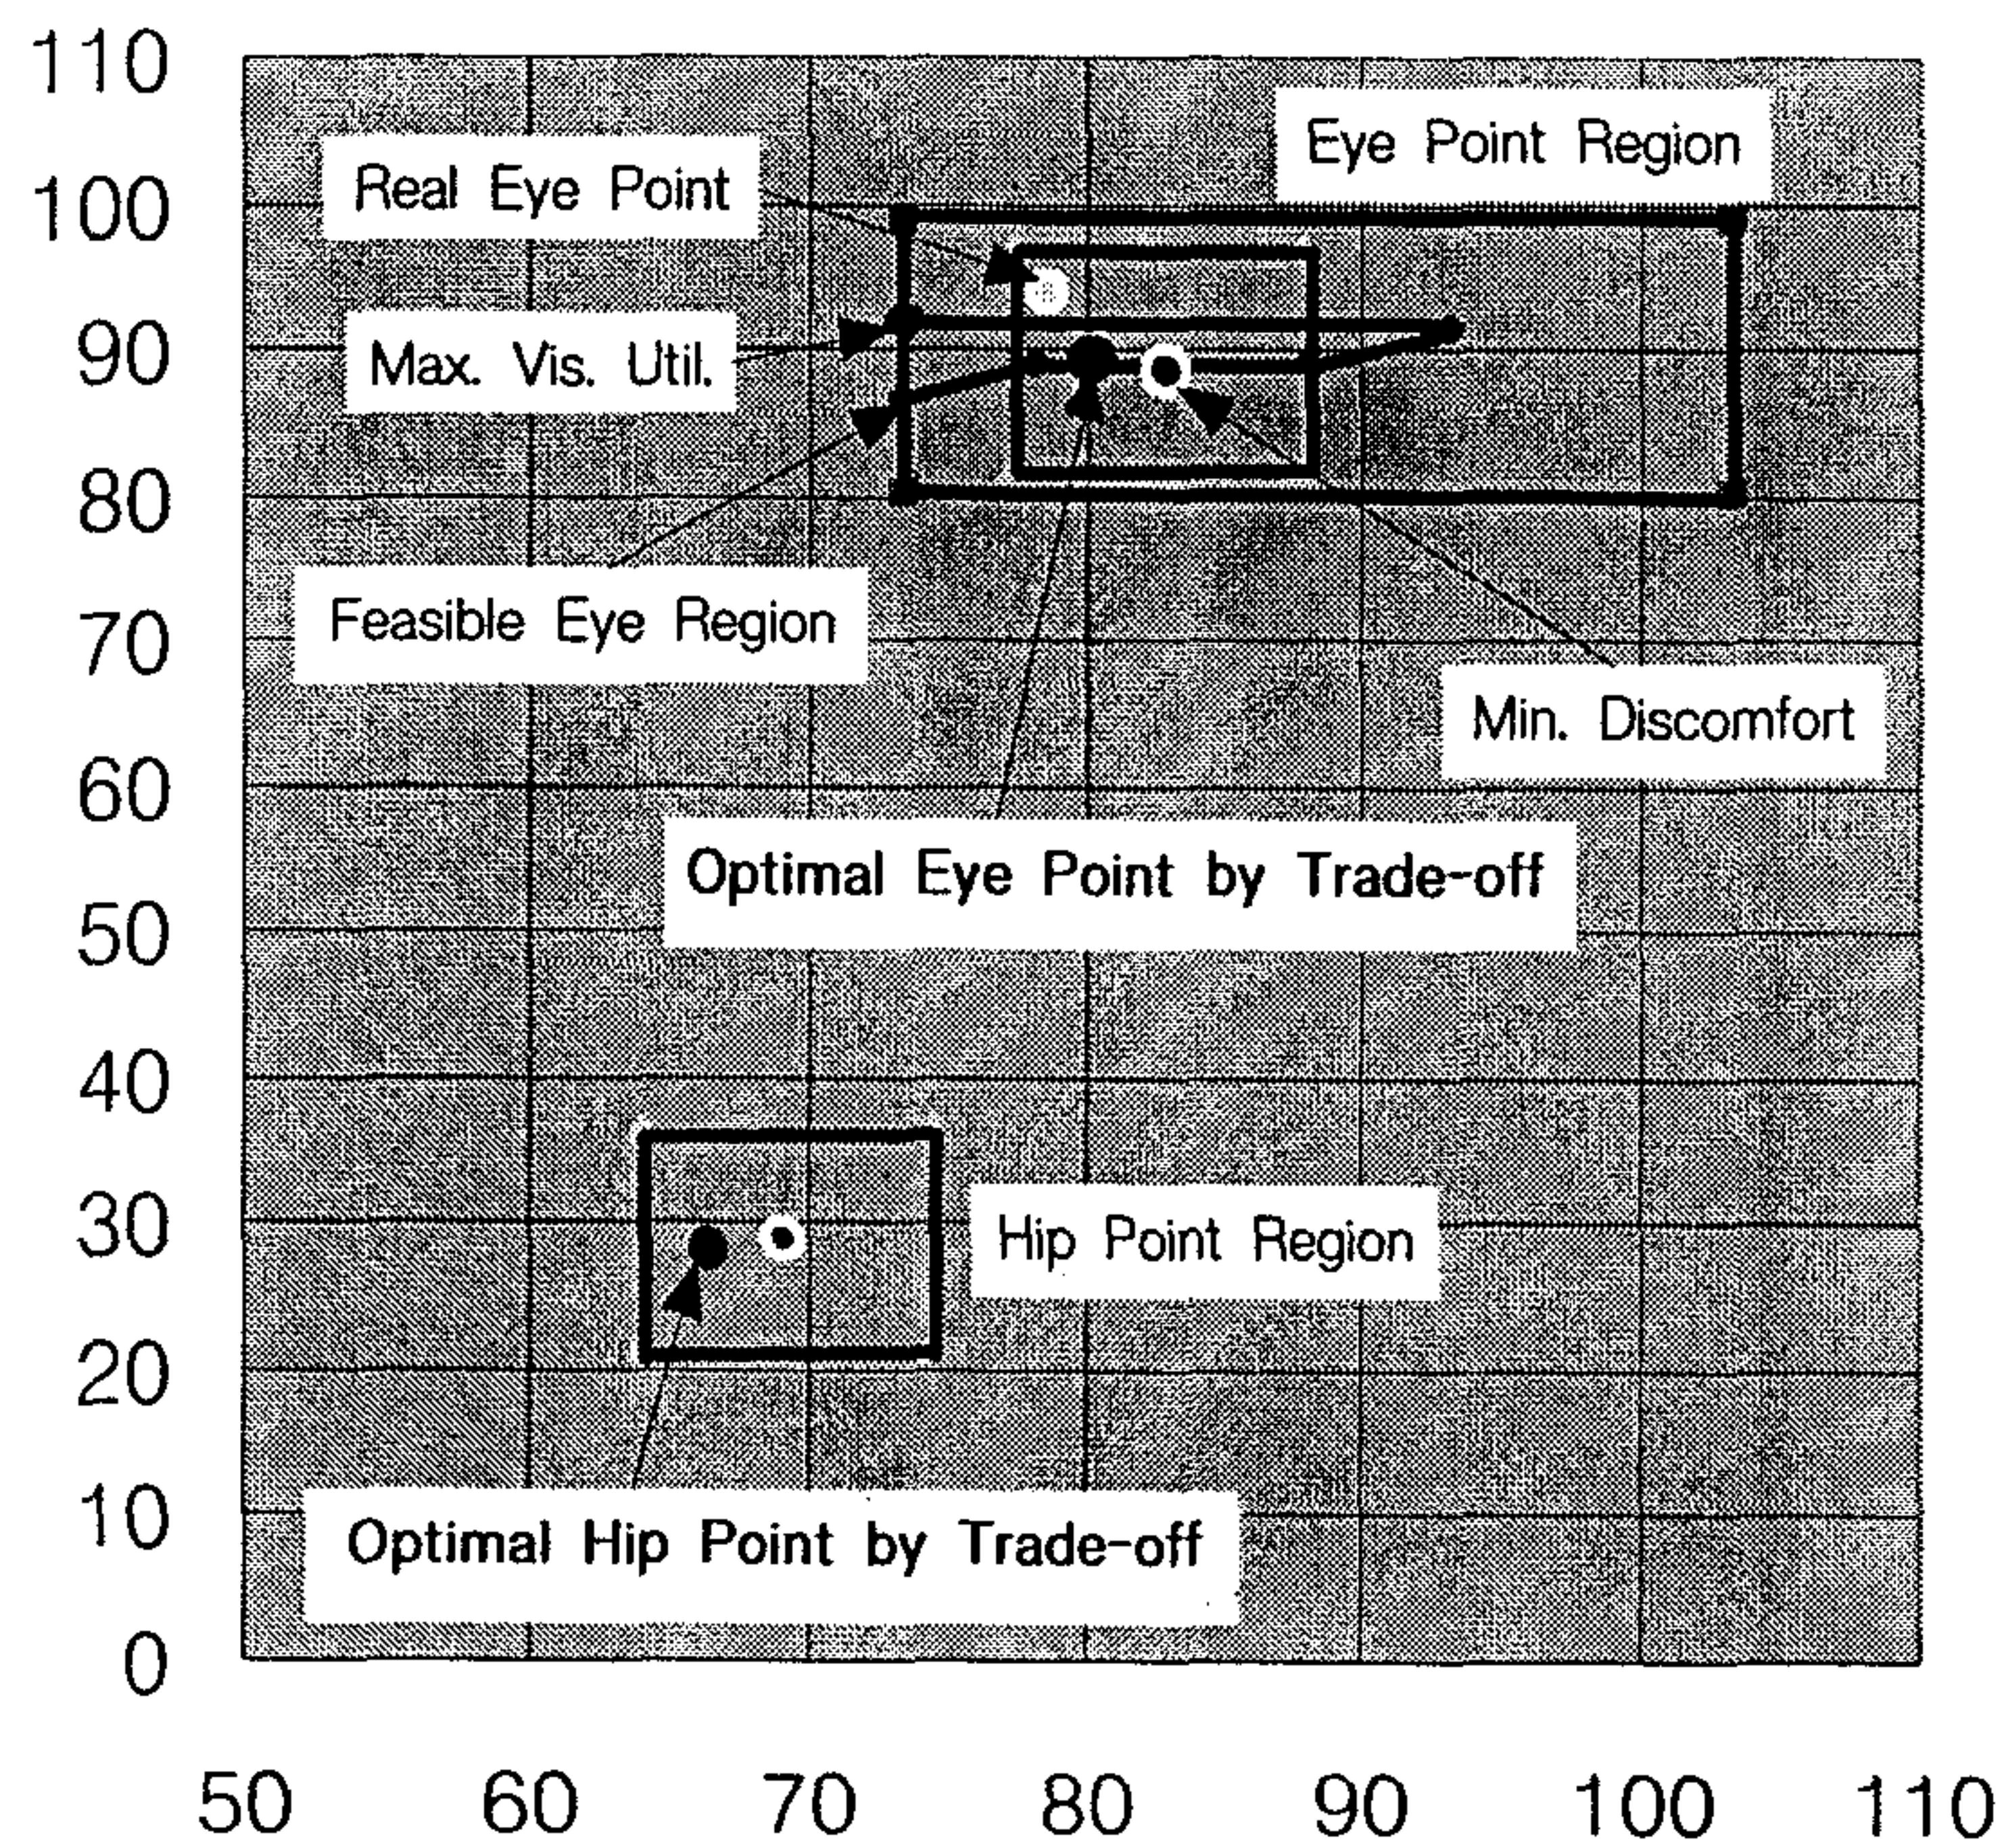 110
Eye Point Region
Real Eye Point
100
Max. Vis. Util.
90
80
Feasible Eye Region
70
Min. Discomfort
60
Optimal Eye Point by Trade-off
50
40
30
Hip Point Region
20
10
Optimal Hip Point by Trade-off
0
50 60 70 80 90 100 110